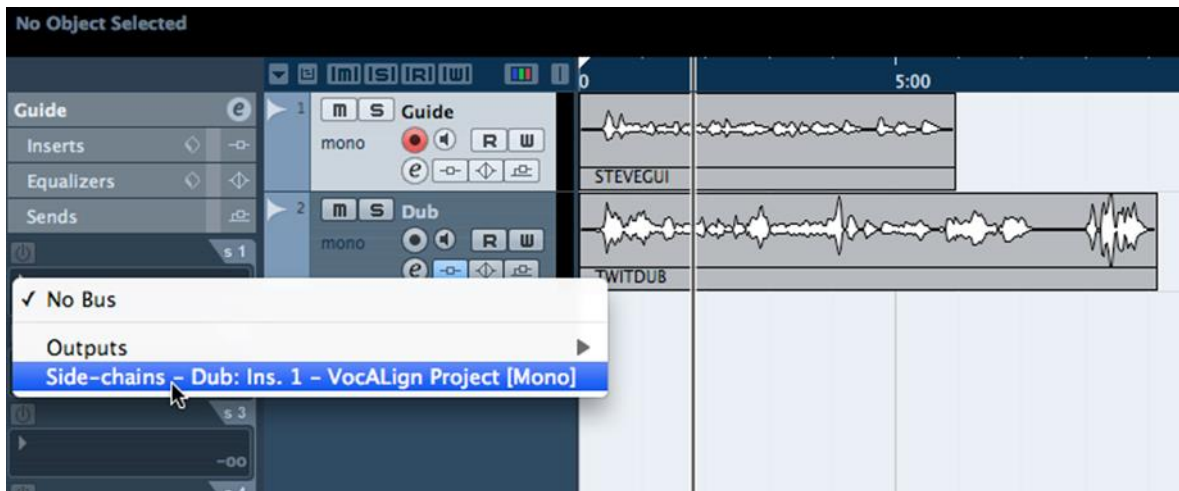 No Object Selected
m S R W
0
5:00
Guide e
1 m S Guide
mono R W
e
Inserts
Equalizers
Sends
STEVEGUI
2 m S Dub
mono R W
e
s 1
TWITDUB
✓ No Bus
Outputs
Side-chains – Dub: Ins. 1 – VocALign Project [Mono]
s 3
-oo
s 4